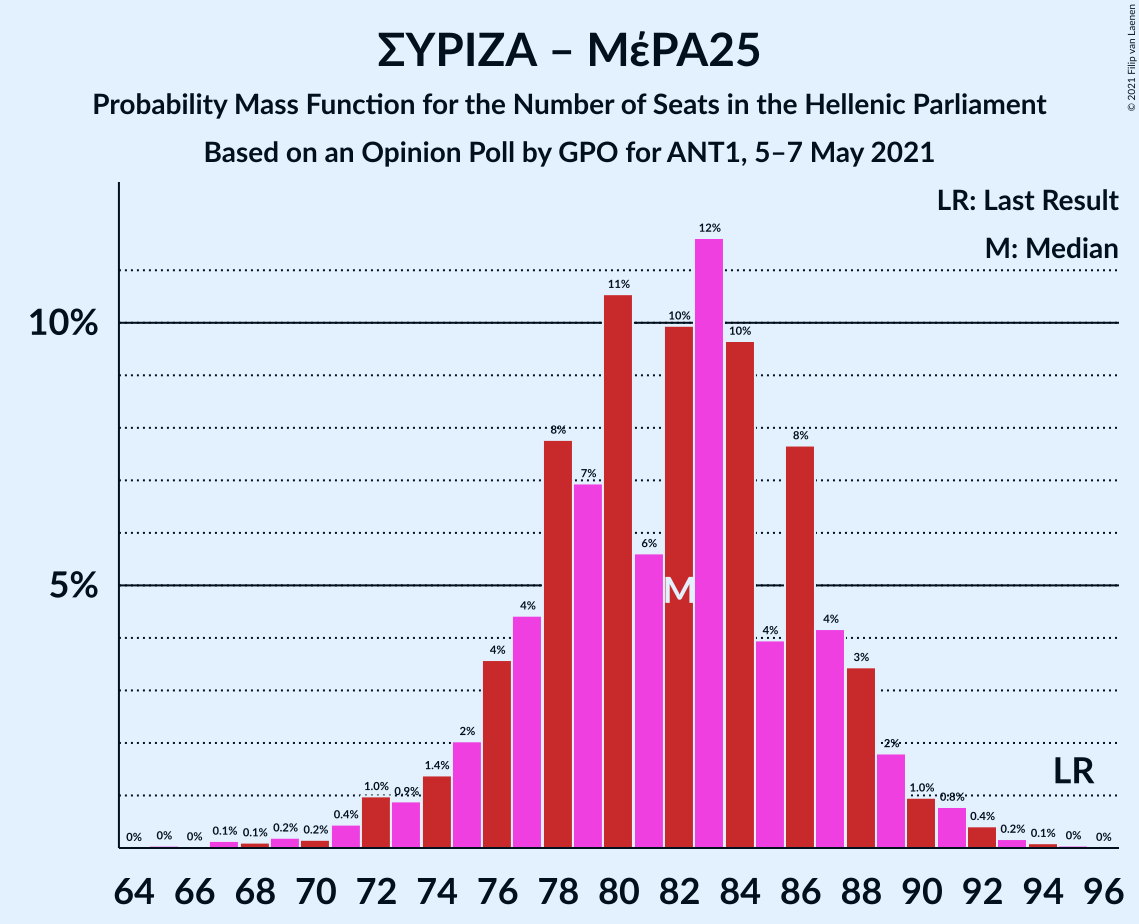 ΣΥΡΙΖΑ – ΜέΡΑ25
Probability Mass Function for the Number of Seats in the Hellenic Parliament
Based on an Opinion Poll by GPO for ANT1, 5–7 May 2021
© 2021 Filip van Laenen
LR: Last Result
M: Median
10%
5%
0% 0% 0% 0.1% 0.1% 0.2% 0.2% 0.4% 1.0% 0.9% 1.4% 2% 4% 4% 8% 7% 11% 6% 10% 12% 10% 4% 8% 4% 3% 2% 1.0% 0.8% 0.4% 0.2% 0.1% 0% 0%
M
LR
64 66 68 70 72 74 76 78 80 82 84 86 88 90 92 94 96